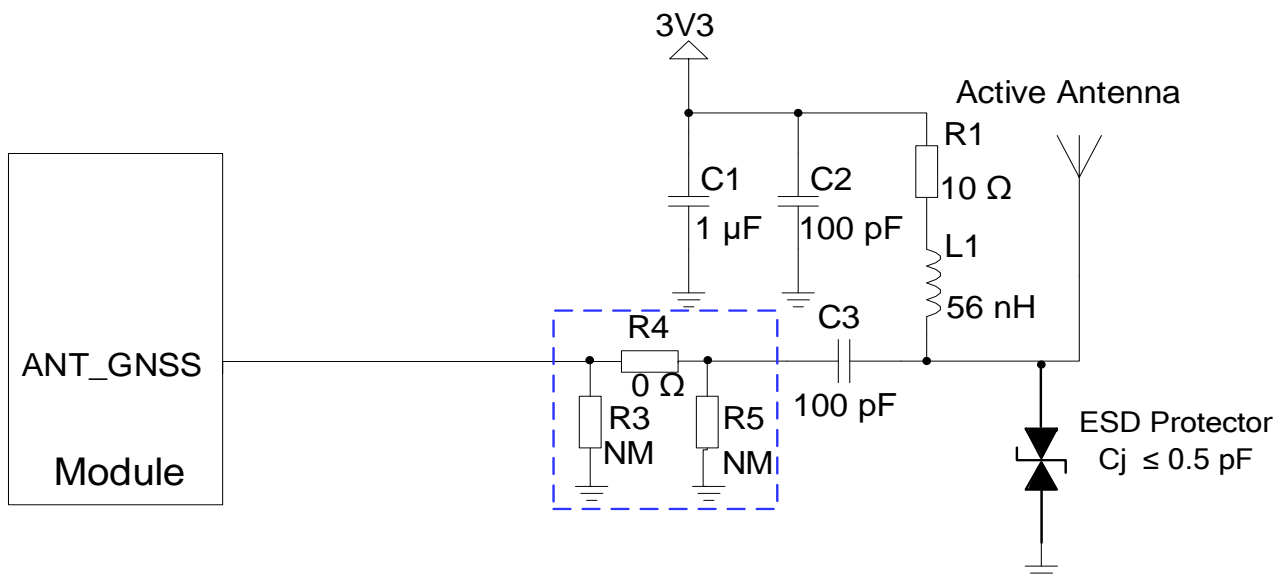 3V3
Active Antenna
R1
10 Ω
C1
1 µF
C2
100 pF
L1
56 nH
C3
100 pF
R4
0 Ω
ANT_GNSS
R3
NM
R5
NM
Module
ESD Protector
Cj ≤ 0.5 pF